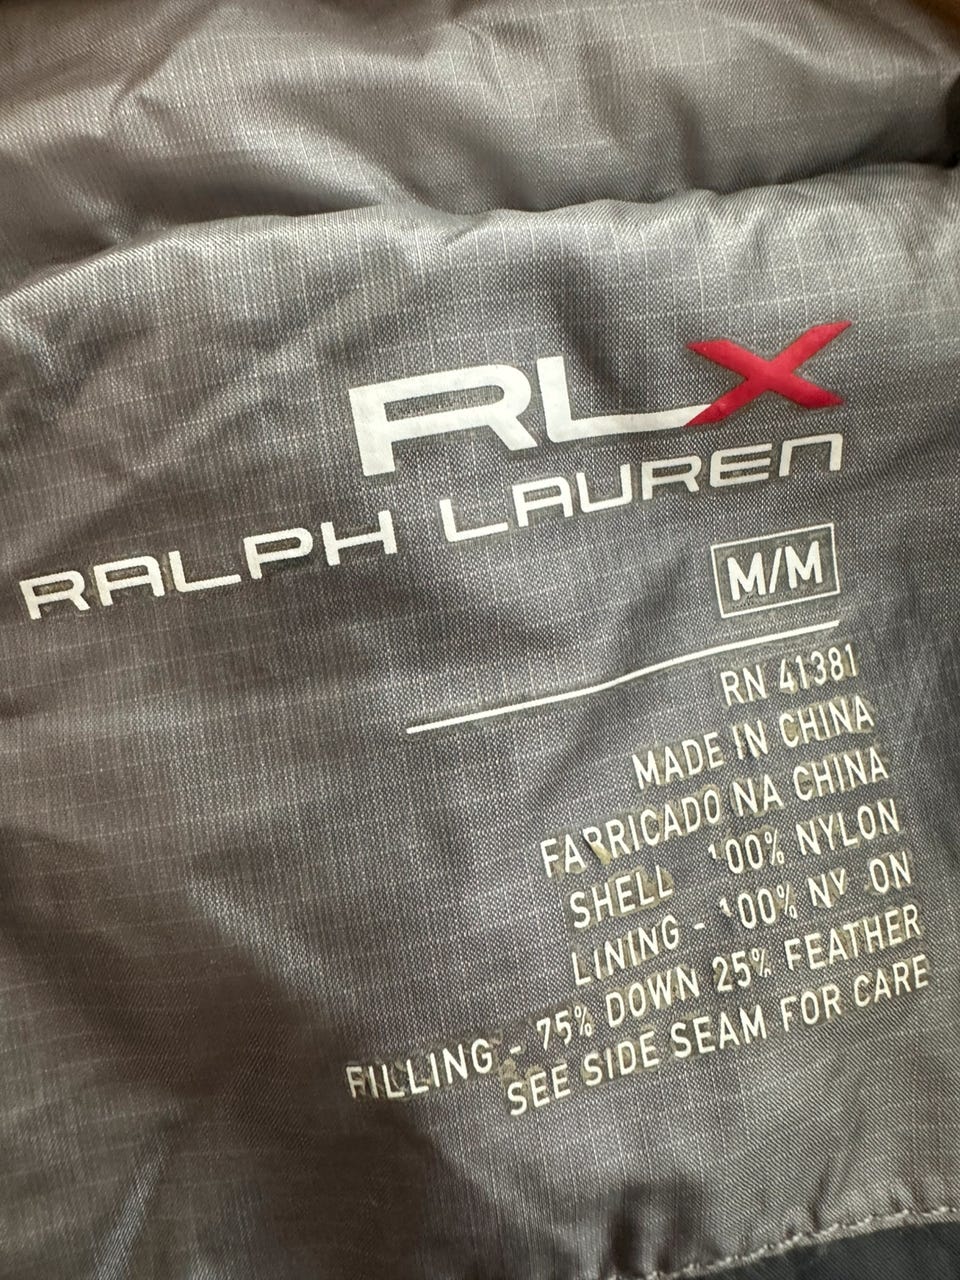 RLX
RALPH LAUREN
M/M
RN 41381
MADE IN CHINA
FABRICADO NA CHINA
SHELL 100% NYLON
LINING - 100% NYLON
FILLING - 75% DOWN 25% FEATHER
SEE SIDE SEAM FOR CARE